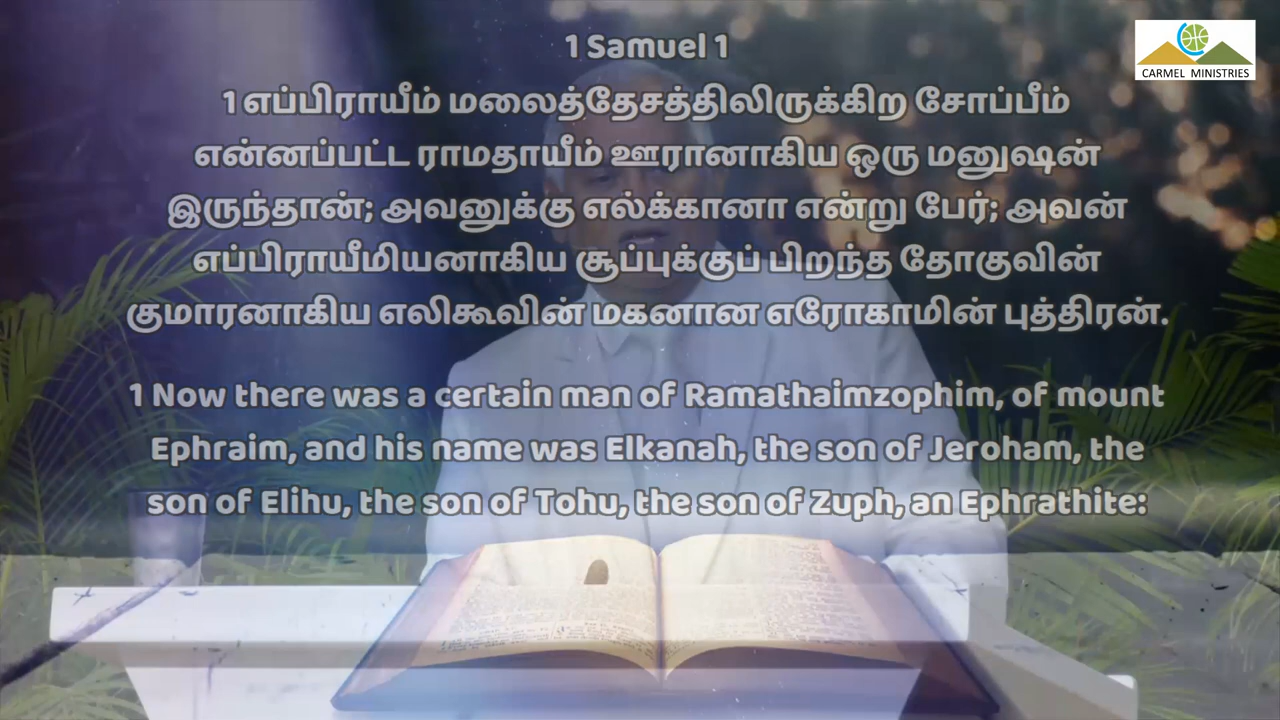 CARMEL MINISTRIES
1 Samuel 1
1 எப்பிராயீம் மலைத்தேசத்திலிருக்கிற சோப்பீம்
என்னப்பட்ட ராமதாயீம் ஊரானாகிய ஒரு மனுஷன்
இருந்தான்; அவனுக்கு எல்க்கானா என்று பேர்; அவன்
எப்பிராயீமியனாகிய சூப்புக்குப் பிறந்த தோகுவின்
குமாரனாகிய எலிகூவின் மகனான எரோகாமின் புத்திரன்.
1 Now there was a certain man of Ramathaimzophim, of mount
Ephraim, and his name was Elkanah, the son of Jeroham, the
son of Elihu, the son of Tohu, the son of Zuph, an Ephrathite: